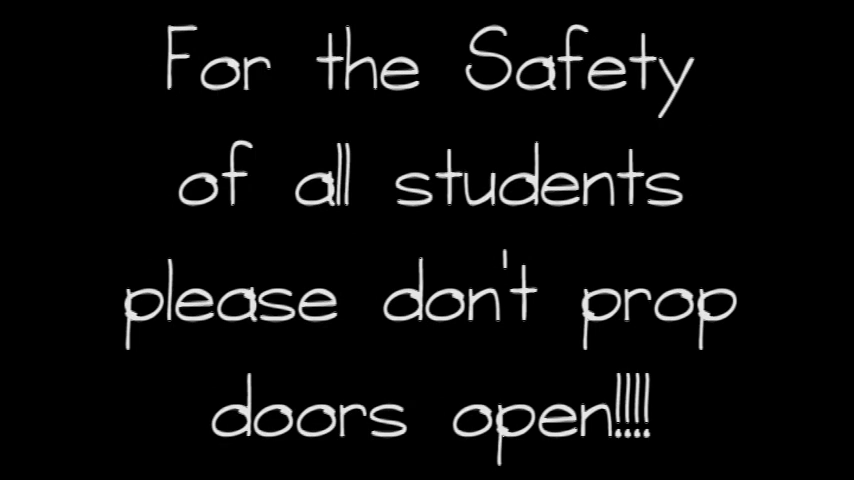 For the Safety
of all students
please don't prop
doors open!!!!